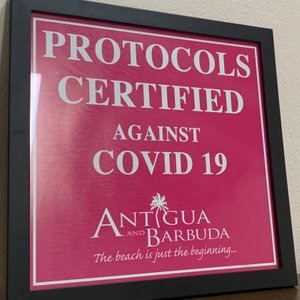 PROTOCOLS
CERTIFIED
AGAINST
COVID 19
ANTIGUA
AND BARBUDA
The beach is just the beginning...